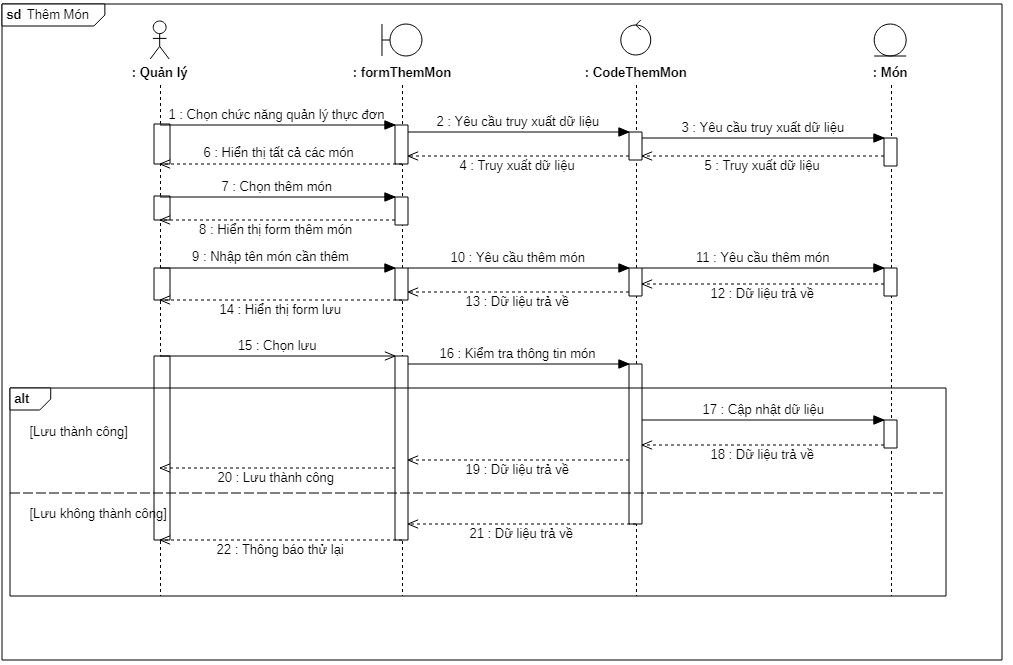 sd Thêm Món
: Quản lý
: formThemMon
: CodeThemMon
: Món
1 : Chọn chức năng quản lý thực đơn
2 : Yêu cầu truy xuất dữ liệu
3 : Yêu cầu truy xuất dữ liệu
6 : Hiển thị tất cả các món
4 : Truy xuất dữ liệu
5 : Truy xuất dữ liệu
7 : Chọn thêm món
8 : Hiển thị form thêm món
9 : Nhập tên món cần thêm
10 : Yêu cầu thêm món
11 : Yêu cầu thêm món
14 : Hiển thị form lưu
13 : Dữ liệu trả về
12 : Dữ liệu trả về
15 : Chọn lưu
16 : Kiểm tra thông tin món
alt
17 : Cập nhật dữ liệu
[Lưu thành công]
18 : Dữ liệu trả về
19 : Dữ liệu trả về
20 : Lưu thành công
[Lưu không thành công]
21 : Dữ liệu trả về
22 : Thông báo thử lại